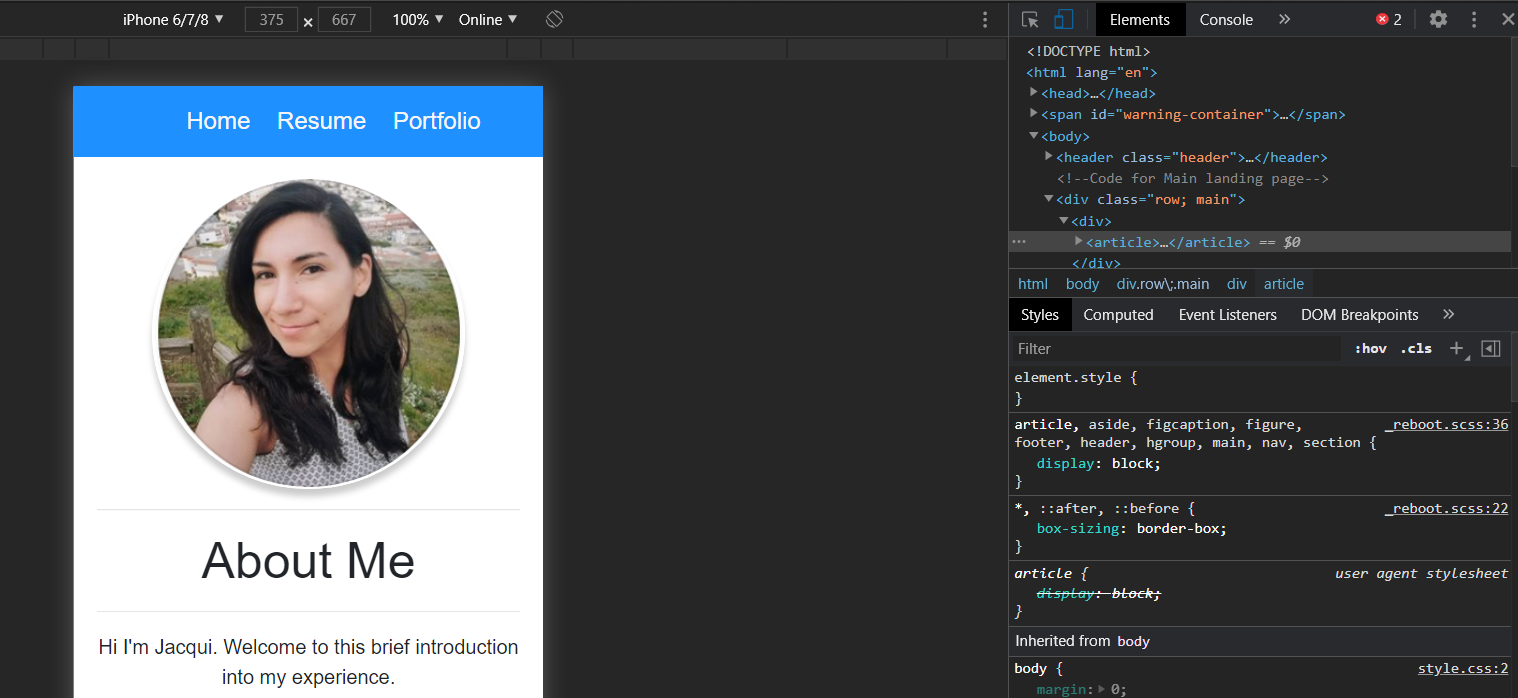 iPhone 6/7/8 ▼ 375 × 667 100% ▼ Online ▼
Home Resume Portfolio
About Me
Hi I'm Jacqui. Welcome to this brief introduction
into my experience.
Elements Console » 2
<!DOCTYPE html>
<html lang="en">
<head>…</head>
<span id="warning-container">…</span>
<body>
<header class="header">…</header>
<!--Code for Main landing page-->
<div class="row; main">
<div>
<article>…</article> == $0
</div>
html body div.row\;.main div article
Styles Computed Event Listeners DOM Breakpoints »
Filter :hov .cls +
element.style {
}
article, aside, figcaption, figure, _reboot.scss:36
footer, header, hgroup, main, nav, section {
display: block;
}
*, ::after, ::before { _reboot.scss:22
box-sizing: border-box;
}
article { user agent stylesheet
display: block;
}
Inherited from body
body { style.css:2
margin: 0;